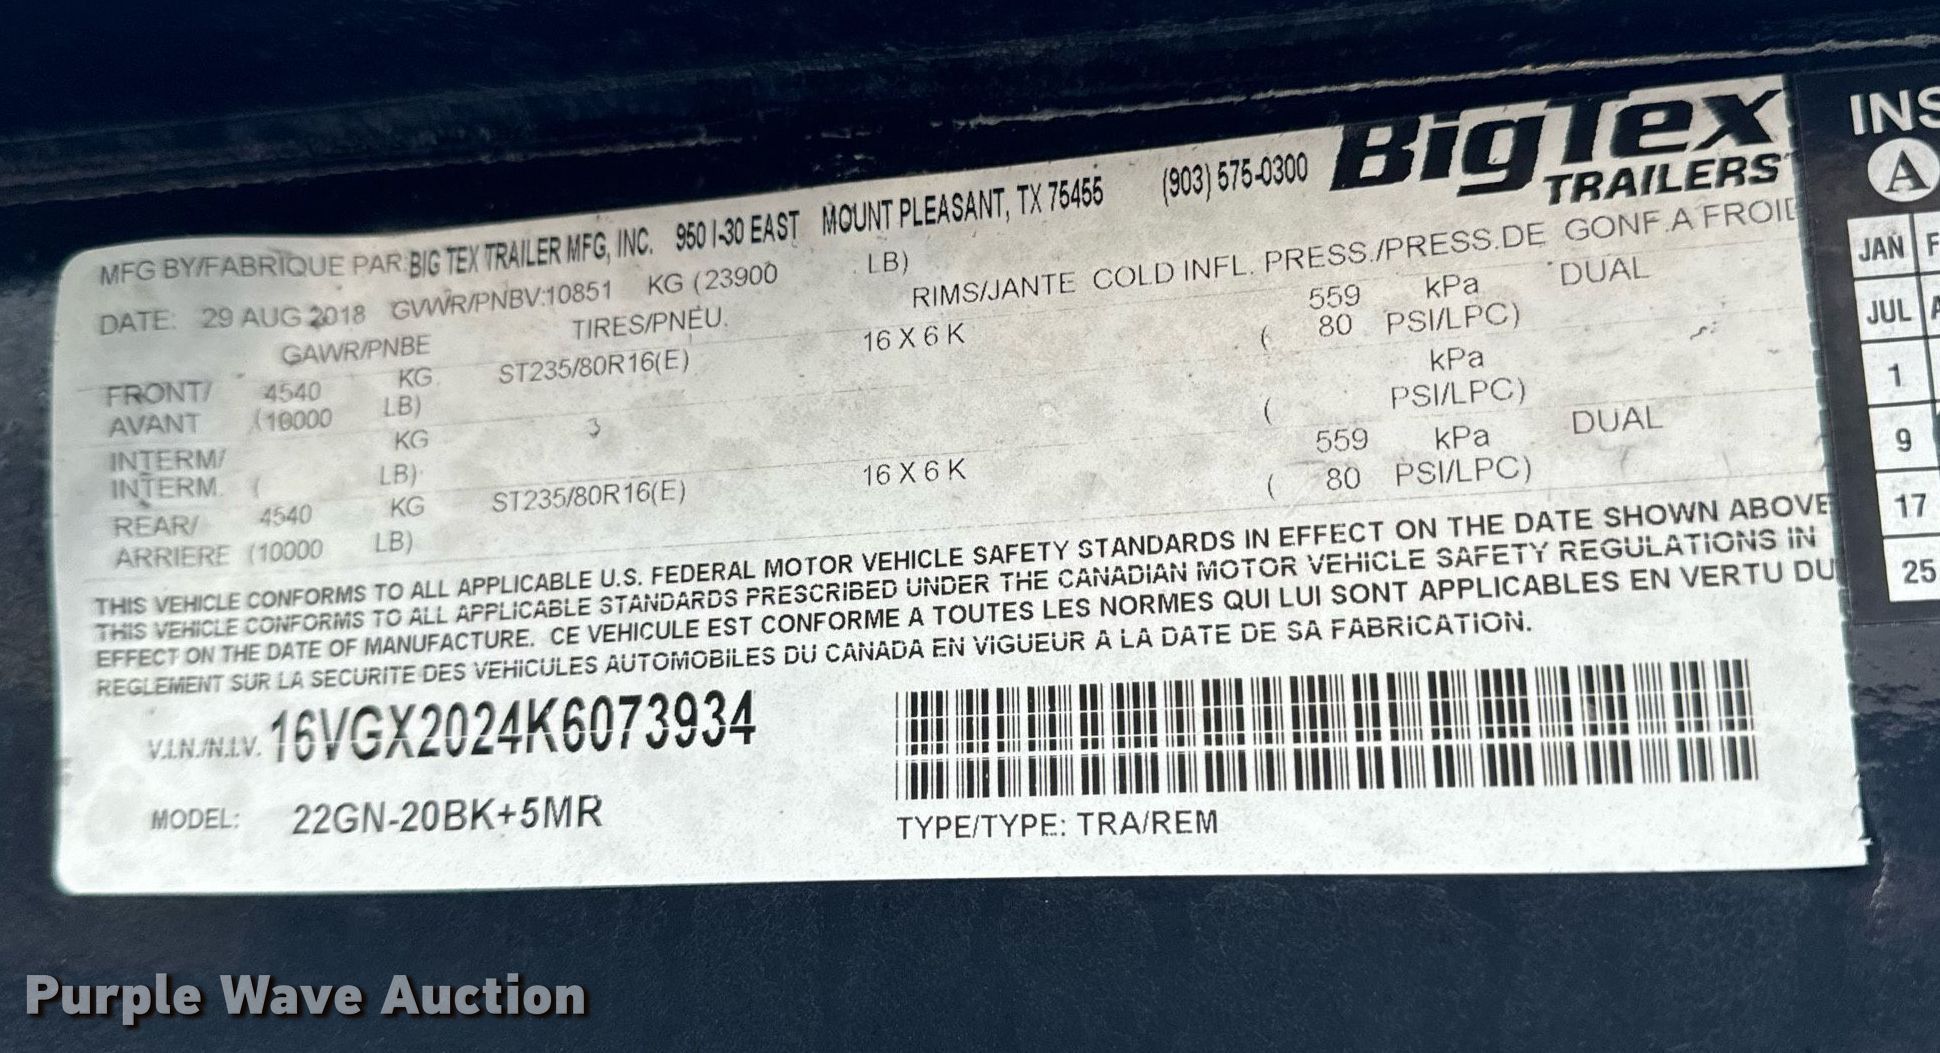 BigTex
TRAILERS
MFG BY/FABRIQUE PAR: BIG TEX TRAILER MFG, INC. 950 I-30 EAST MOUNT PLEASANT, TX 75455 (903) 575-0300
DATE: 29 AUG 2018 GVWR/PNBV:10851 KG (23900 LB)
GAWR/PNBE TIRES/PNEU. RIMS/JANTE COLD INFL. PRESS./PRESS.DE GONF.A FROID
FRONT/ 4540 KG ST235/80R16(E) 16 X 6 K 559 kPa DUAL
AVANT (10000 LB) ( 80 PSI/LPC)
INTERM/ KG kPa
INTERM. ( LB) ( PSI/LPC)
REAR/ 4540 KG ST235/80R16(E) 16 X 6 K 559 kPa DUAL
ARRIERE (10000 LB) ( 80 PSI/LPC)
THIS VEHICLE CONFORMS TO ALL APPLICABLE U.S. FEDERAL MOTOR VEHICLE SAFETY STANDARDS IN EFFECT ON THE DATE SHOWN ABOVE
THIS VEHICLE CONFORMS TO ALL APPLICABLE STANDARDS PRESCRIBED UNDER THE CANADIAN MOTOR VEHICLE SAFETY REGULATIONS IN
EFFECT ON THE DATE OF MANUFACTURE. CE VEHICULE EST CONFORME A TOUTES LES NORMES QUI LUI SONT APPLICABLES EN VERTU DU
REGLEMENT SUR LA SECURITE DES VEHICULES AUTOMOBILES DU CANADA EN VIGUEUR A LA DATE DE SA FABRICATION.
V.I.N./N.I.V. 16VGX2024K6073934
MODEL: 22GN-20BK+5MR
TYPE/TYPE: TRA/REM
INS
A
JAN F
JUL A
1
9
17
25
Purple Wave Auction